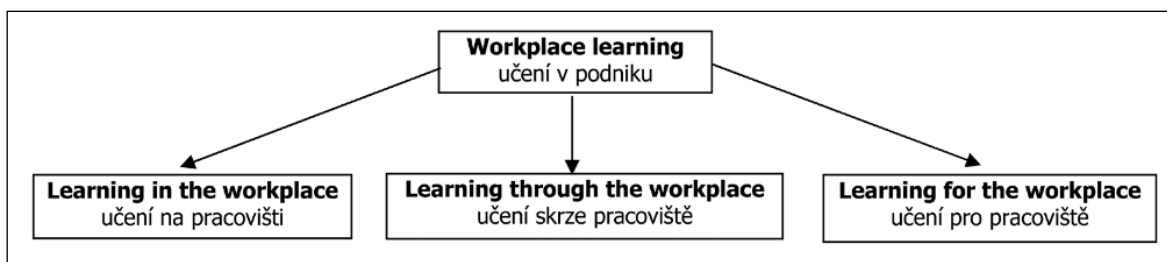 Workplace learning
učení v podniku
Learning in the workplace
učení na pracovišti
Learning through the workplace
učení skrze pracoviště
Learning for the workplace
učení pro pracoviště